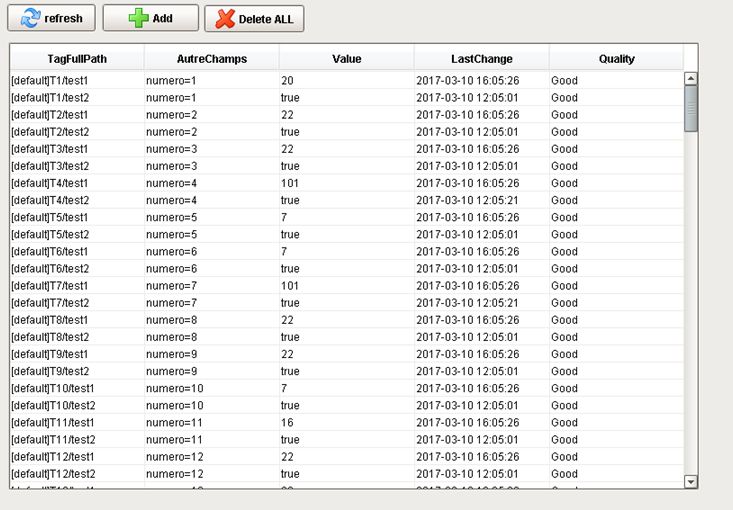 refresh Add Delete ALL
TagFullPath AutreChamps Value LastChange Quality
[default]T1/test1 numero=1 20 2017-03-10 16:05:26 Good
[default]T1/test2 numero=1 true 2017-03-10 12:05:01 Good
[default]T2/test1 numero=2 22 2017-03-10 16:05:26 Good
[default]T2/test2 numero=2 true 2017-03-10 12:05:01 Good
[default]T3/test1 numero=3 22 2017-03-10 16:05:26 Good
[default]T3/test2 numero=3 true 2017-03-10 12:05:01 Good
[default]T4/test1 numero=4 101 2017-03-10 16:05:26 Good
[default]T4/test2 numero=4 true 2017-03-10 12:05:21 Good
[default]T5/test1 numero=5 7 2017-03-10 16:05:26 Good
[default]T5/test2 numero=5 true 2017-03-10 12:05:01 Good
[default]T6/test1 numero=6 7 2017-03-10 16:05:26 Good
[default]T6/test2 numero=6 true 2017-03-10 12:05:01 Good
[default]T7/test1 numero=7 101 2017-03-10 16:05:26 Good
[default]T7/test2 numero=7 true 2017-03-10 12:05:21 Good
[default]T8/test1 numero=8 22 2017-03-10 16:05:26 Good
[default]T8/test2 numero=8 true 2017-03-10 12:05:01 Good
[default]T9/test1 numero=9 22 2017-03-10 16:05:26 Good
[default]T9/test2 numero=9 true 2017-03-10 12:05:01 Good
[default]T10/test1 numero=10 7 2017-03-10 16:05:26 Good
[default]T10/test2 numero=10 true 2017-03-10 12:05:01 Good
[default]T11/test1 numero=11 16 2017-03-10 16:05:26 Good
[default]T11/test2 numero=11 true 2017-03-10 12:05:01 Good
[default]T12/test1 numero=12 22 2017-03-10 16:05:26 Good
[default]T12/test2 numero=12 true 2017-03-10 12:05:01 Good